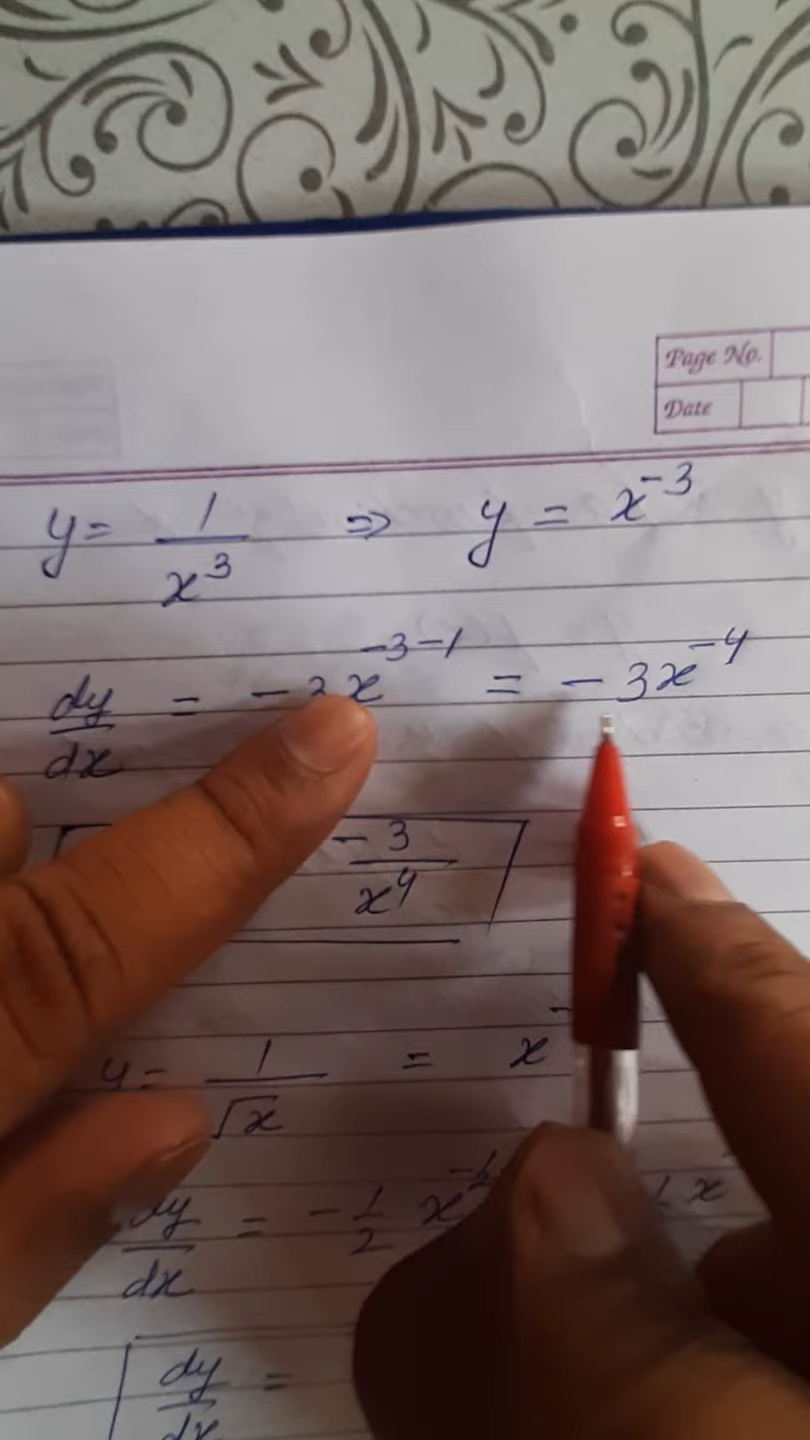 Page No.
Date
y = 1/x³ ⇒ y = x⁻³
dy/dx = -3x⁻³⁻¹ = -3x⁻⁴
-3/x⁴
y = 1/√x = x⁻
dy/dx = -1/2 x x
dy/dx =